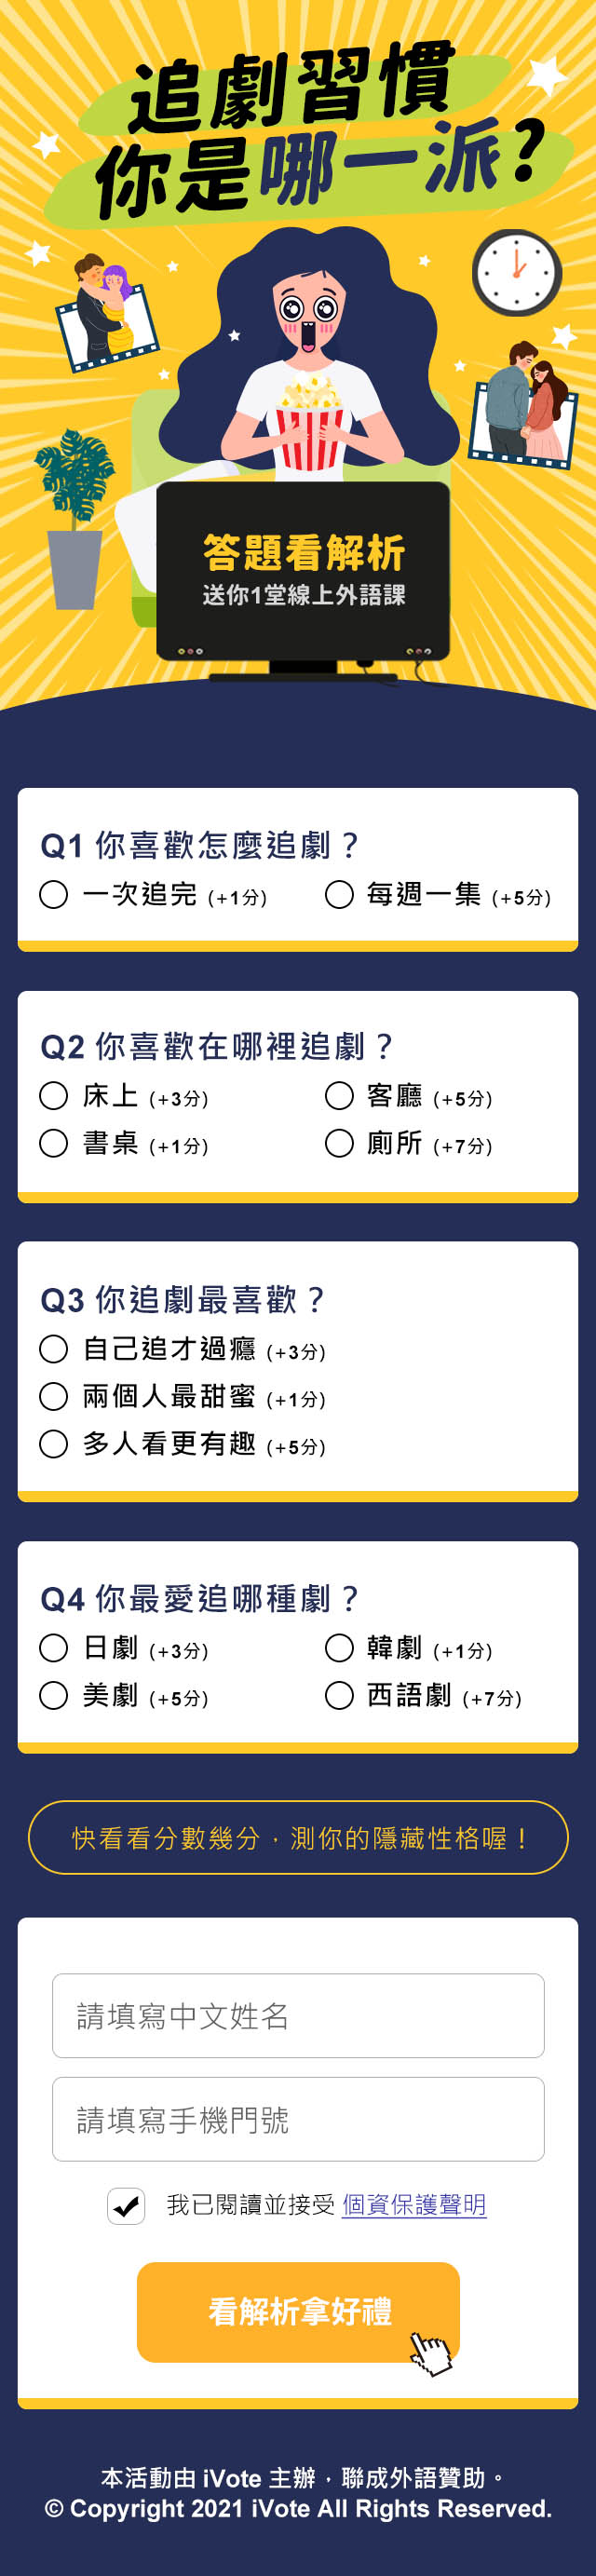 追劇習慣
你是哪一派?
答題看解析
送你1堂線上外語課
Q1 你喜歡怎麼追劇？
一次追完 (+1分) 每週一集 (+5分)
Q2 你喜歡在哪裡追劇？
床上 (+3分) 客廳 (+5分)
書桌 (+1分) 廁所 (+7分)
Q3 你追劇最喜歡？
自己追才過癮 (+3分)
兩個人最甜蜜 (+1分)
多人看更有趣 (+5分)
Q4 你最愛追哪種劇？
日劇 (+3分) 韓劇 (+1分)
美劇 (+5分) 西語劇 (+7分)
快看看分數幾分，測你的隱藏性格喔！
請填寫中文姓名
請填寫手機門號
我已閱讀並接受 個資保護聲明
看解析拿好禮
本活動由 iVote 主辦，聯成外語贊助。
© Copyright 2021 iVote All Rights Reserved.